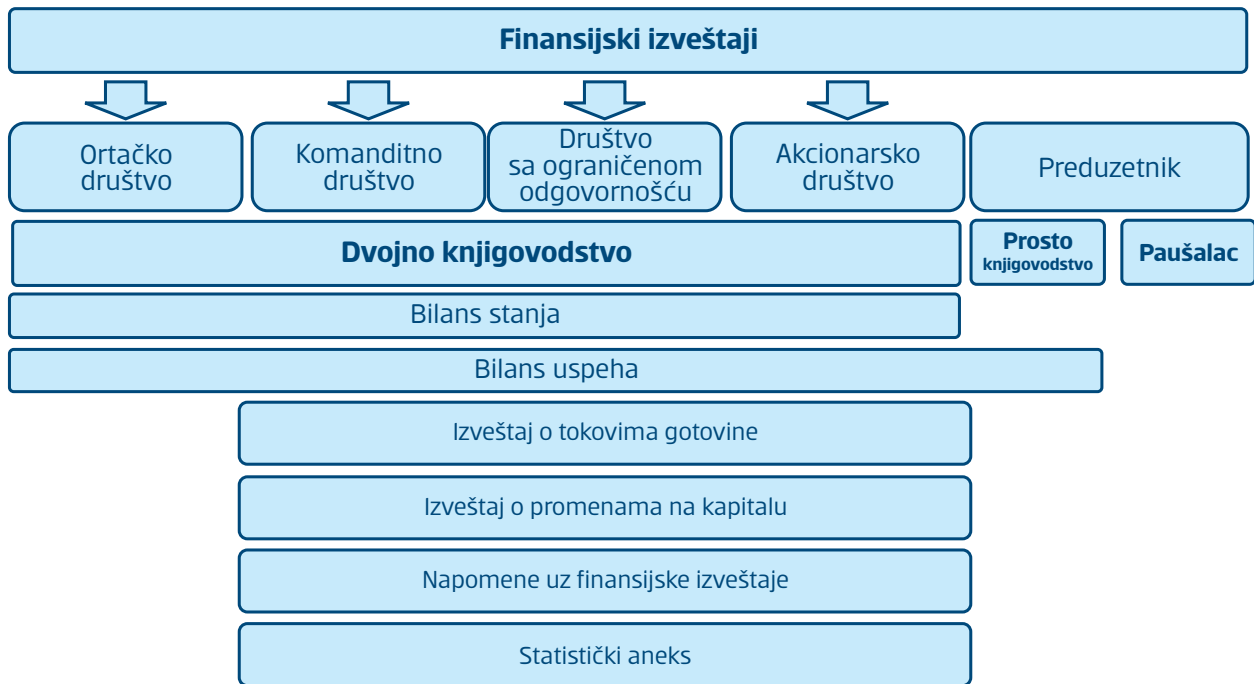 Finansijski izveštaji
Ortačko
društvo
Komanditno
društvo
Društvo
sa ograničenom
odgovornošću
Akcionarsko
društvo
Preduzetnik
Dvojno knjigovodstvo
Prosto
knjigovodstvo
Paušalac
Bilans stanja
Bilans uspeha
Izveštaj o tokovima gotovine
Izveštaj o promenama na kapitalu
Napomene uz finansijske izveštaje
Statistički aneks